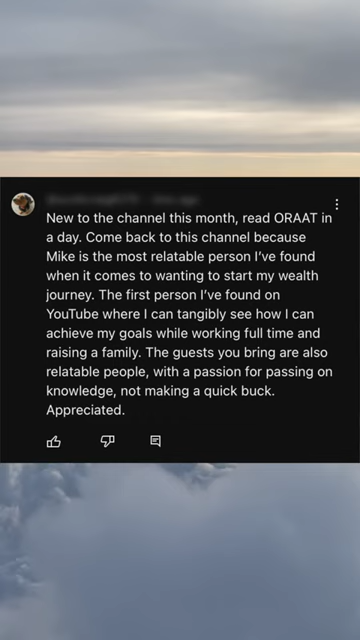 New to the channel this month, read ORAAT in
a day. Come back to this channel because
Mike is the most relatable person I've found
when it comes to wanting to start my wealth
journey. The first person I've found on
YouTube where I can tangibly see how I can
achieve my goals while working full time and
raising a family. The guests you bring are also
relatable people, with a passion for passing on
knowledge, not making a quick buck.
Appreciated.